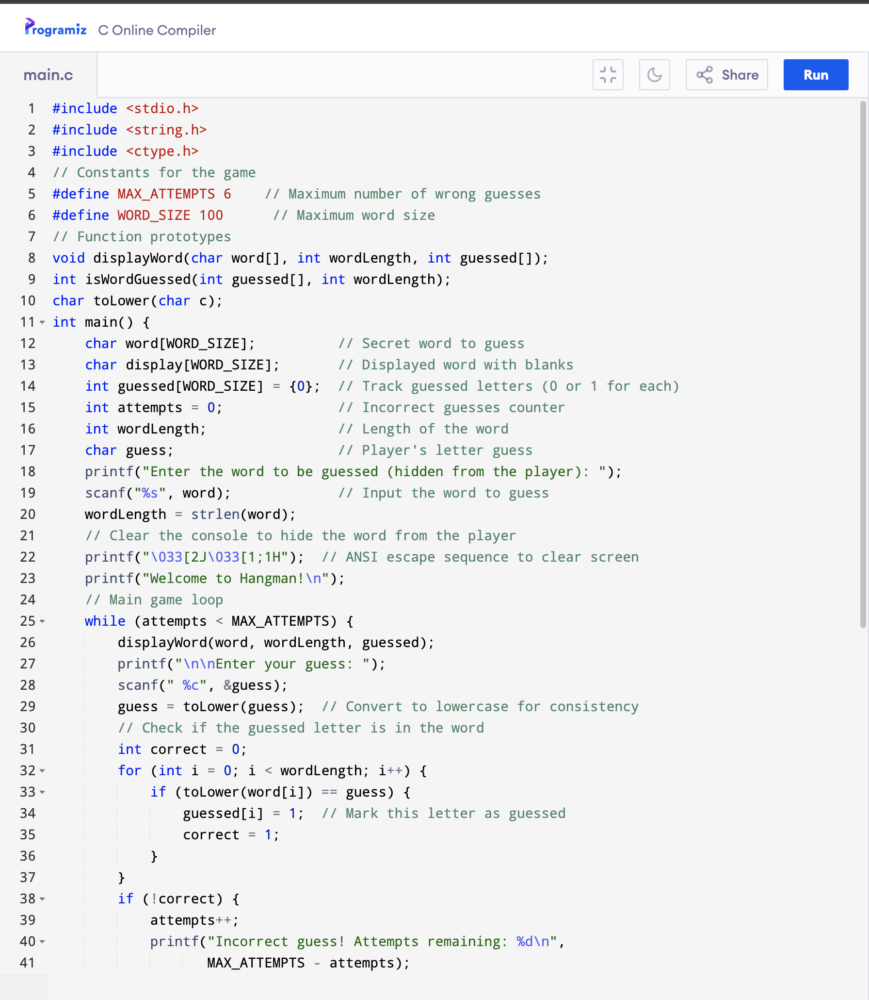 Programiz C Online Compiler
main.c Share Run
1 #include <stdio.h>
2 #include <string.h>
3 #include <ctype.h>
4 // Constants for the game
5 #define MAX_ATTEMPTS 6    // Maximum number of wrong guesses
6 #define WORD_SIZE 100      // Maximum word size
7 // Function prototypes
8 void displayWord(char word[], int wordLength, int guessed[]);
9 int isWordGuessed(int guessed[], int wordLength);
10 char toLower(char c);
11 int main() {
12     char word[WORD_SIZE];          // Secret word to guess
13     char display[WORD_SIZE];       // Displayed word with blanks
14     int guessed[WORD_SIZE] = {0};  // Track guessed letters (0 or 1 for each)
15     int attempts = 0;              // Incorrect guesses counter
16     int wordLength;                // Length of the word
17     char guess;                    // Player's letter guess
18     printf("Enter the word to be guessed (hidden from the player): ");
19     scanf("%s", word);             // Input the word to guess
20     wordLength = strlen(word);
21     // Clear the console to hide the word from the player
22     printf("\033[2J\033[1;1H");  // ANSI escape sequence to clear screen
23     printf("Welcome to Hangman!\n");
24     // Main game loop
25     while (attempts < MAX_ATTEMPTS) {
26         displayWord(word, wordLength, guessed);
27         printf("\n\nEnter your guess: ");
28         scanf(" %c", &guess);
29         guess = toLower(guess);  // Convert to lowercase for consistency
30         // Check if the guessed letter is in the word
31         int correct = 0;
32         for (int i = 0; i < wordLength; i++) {
33             if (toLower(word[i]) == guess) {
34                 guessed[i] = 1;  // Mark this letter as guessed
35                 correct = 1;
36             }
37         }
38         if (!correct) {
39             attempts++;
40             printf("Incorrect guess! Attempts remaining: %d\n",
41                    MAX_ATTEMPTS - attempts);